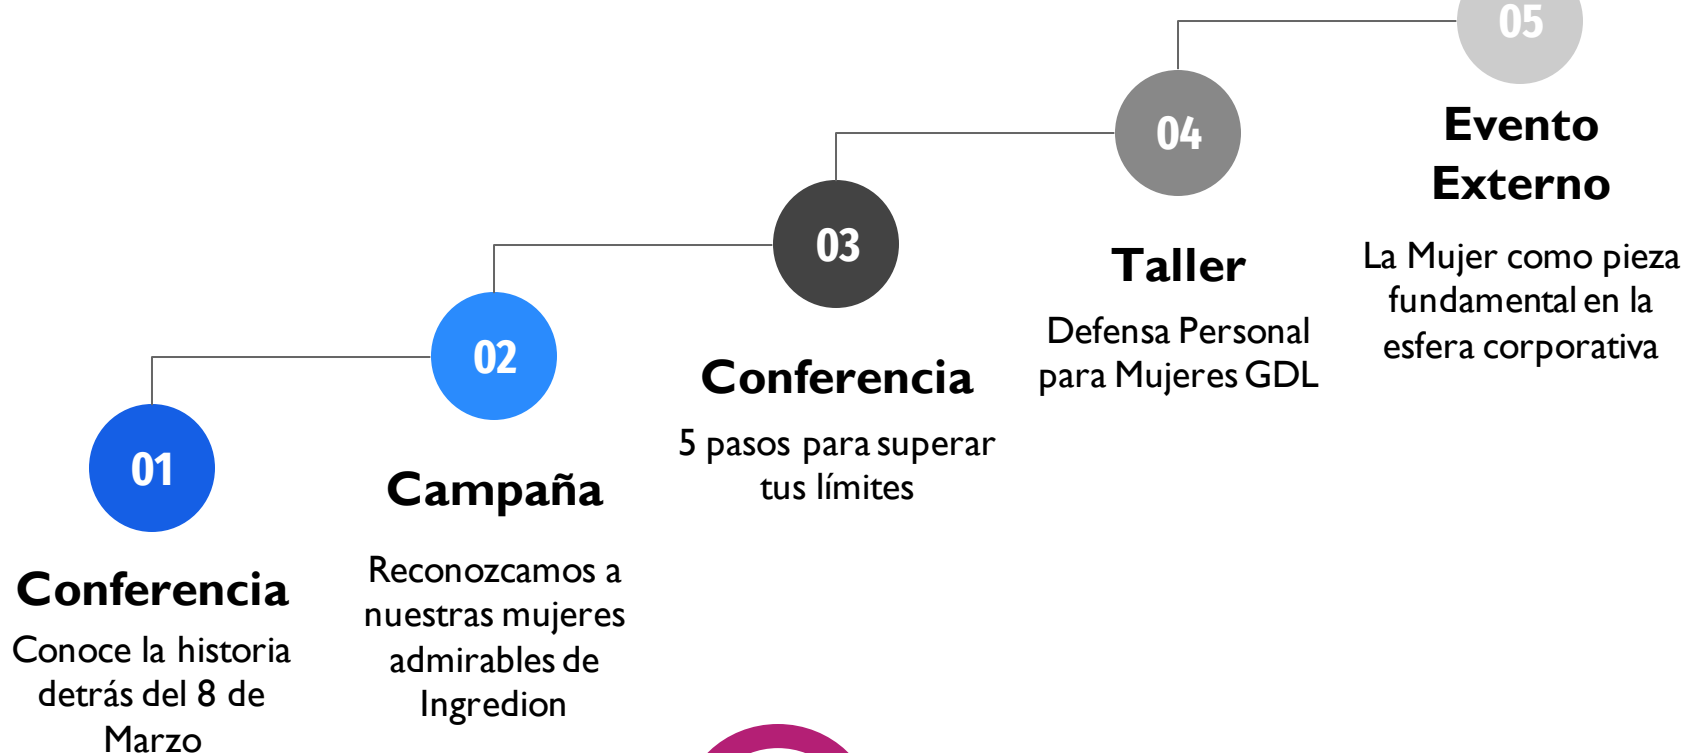 01
Conferencia
Conoce la historia
detrás del 8 de
Marzo
02
Campaña
Reconozcamos a
nuestras mujeres
admirables de
Ingredion
03
Conferencia
5 pasos para superar
tus límites
04
Taller
Defensa Personal
para Mujeres GDL
05
Evento
Externo
La Mujer como pieza
fundamental en la
esfera corporativa